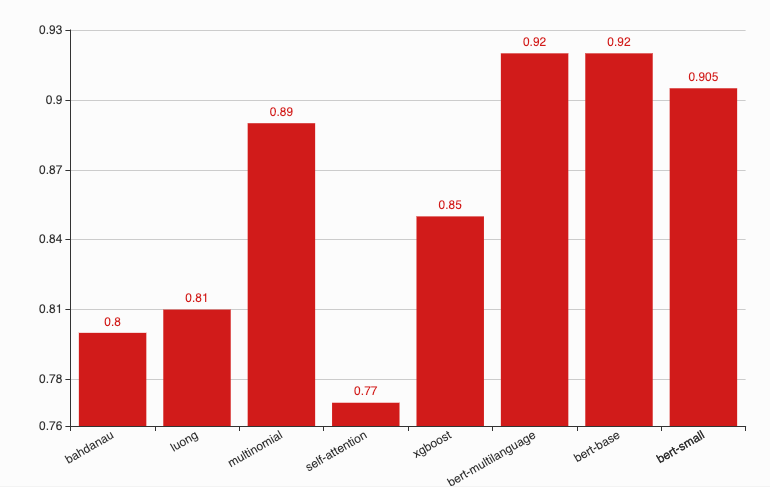 0.93
0.9
0.87
0.84
0.81
0.78
0.76
0.8
0.81
0.89
0.77
0.85
0.92
0.92
0.905
bahdanau
luong
multinomial
self-attention
xgboost
bert-multilanguage
bert-base
bert-small